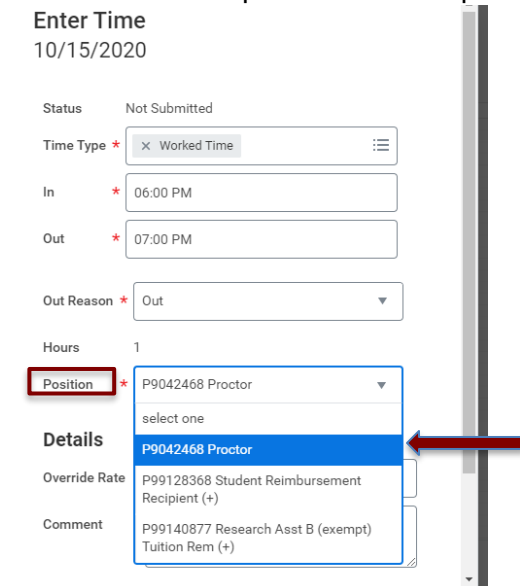 Enter Time
10/15/2020
Status Not Submitted
Time Type * × Worked Time
In * 06:00 PM
Out * 07:00 PM
Out Reason * Out
Hours 1
Position * P9042468 Proctor
select one
Details
P9042468 Proctor
Override Rate
P99128368 Student Reimbursement
Recipient (+)
Comment
P99140877 Research Asst B (exempt)
Tuition Rem (+)